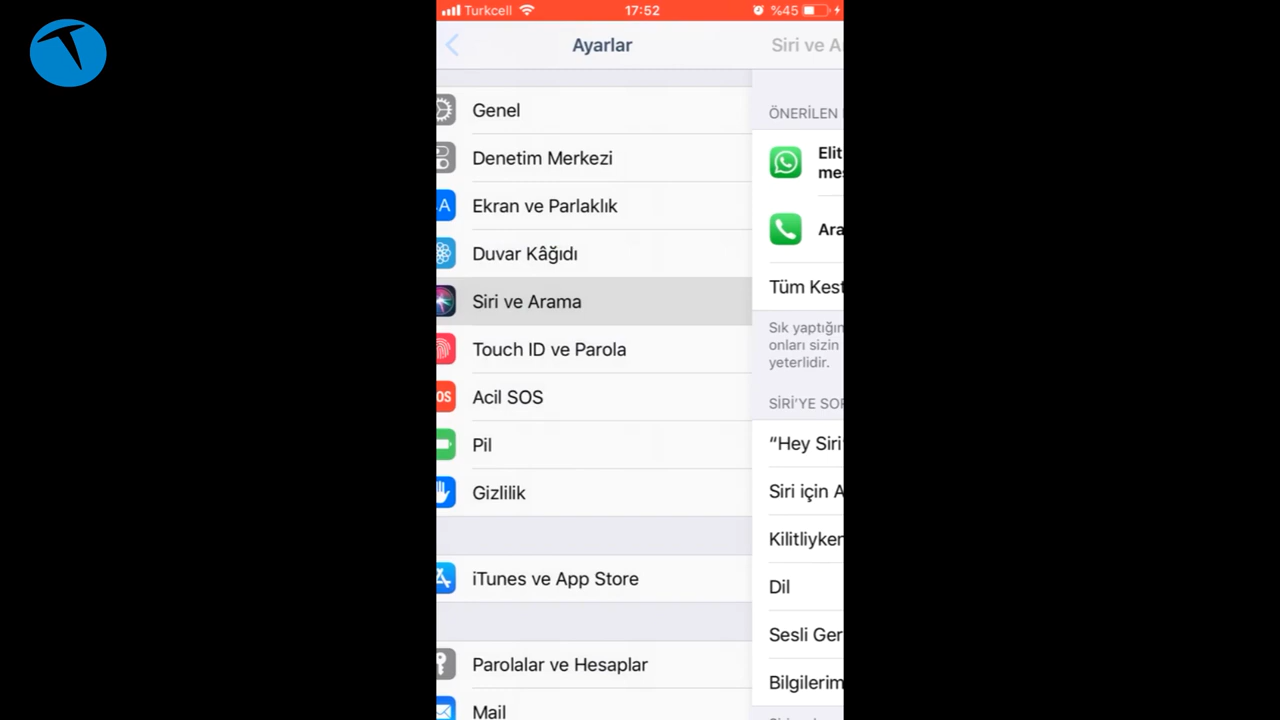 Turkcell
17:52
%45
Ayarlar
Siri ve A
Genel
Denetim Merkezi
Ekran ve Parlaklık
AA
Duvar Kâğıdı
Siri ve Arama
Touch ID ve Parola
Acil SOS
OS
Pil
Gizlilik
iTunes ve App Store
Parolalar ve Hesaplar
Mail
ÖNERİLEN
Elit
mes
Ara
Tüm Kest
Sık yaptığın
onları sizin
yeterlidir.
SİRİ'YE SOR
“Hey Siri”
Siri için A
Kilitliyken
Dil
Sesli Ger
Bilgilerim